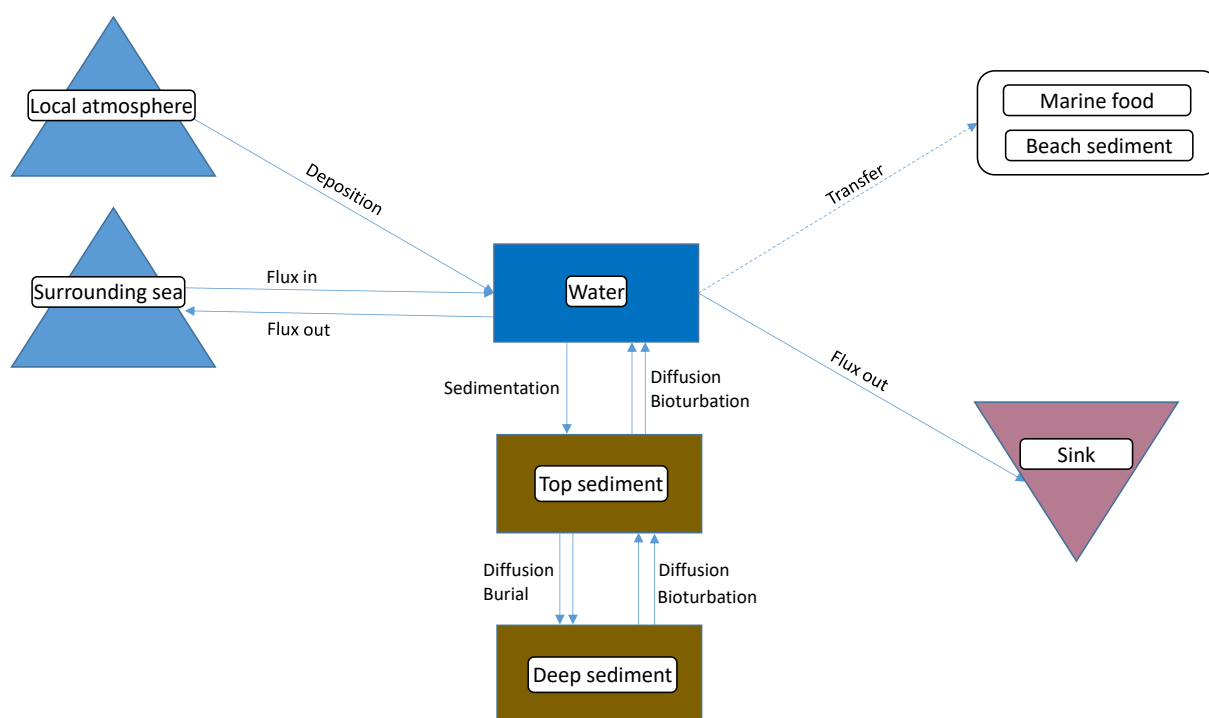 Local atmosphere
Deposition
Surrounding sea
Flux in
Flux out
Water
Transfer
Marine food
Beach sediment
Flux out
Sink
Sedimentation
Diffusion
Bioturbation
Top sediment
Diffusion
Burial
Diffusion
Bioturbation
Deep sediment